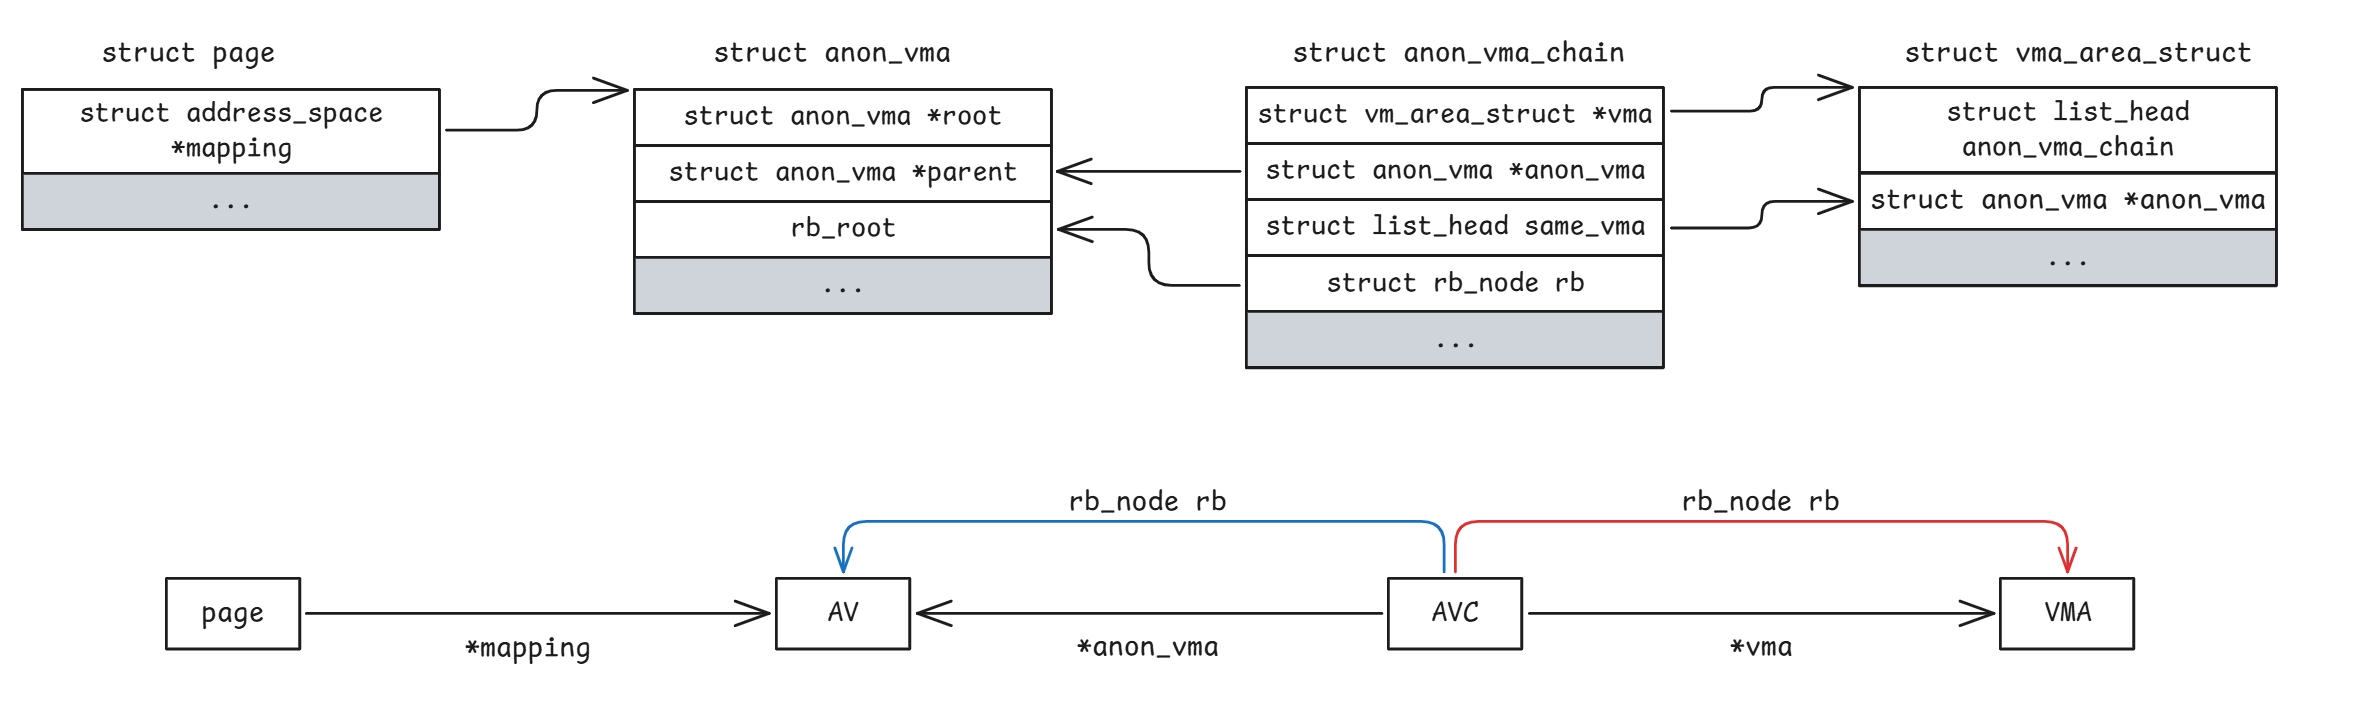 struct page
struct address_space
*mapping
...
struct anon_vma
struct anon_vma *root
struct anon_vma *parent
rb_root
...
struct anon_vma_chain
struct vm_area_struct *vma
struct anon_vma *anon_vma
struct list_head same_vma
struct rb_node rb
...
struct vma_area_struct
struct list_head
anon_vma_chain
struct anon_vma *anon_vma
...
rb_node rb
rb_node rb
page
*mapping
AV
*anon_vma
AVC
*vma
VMA